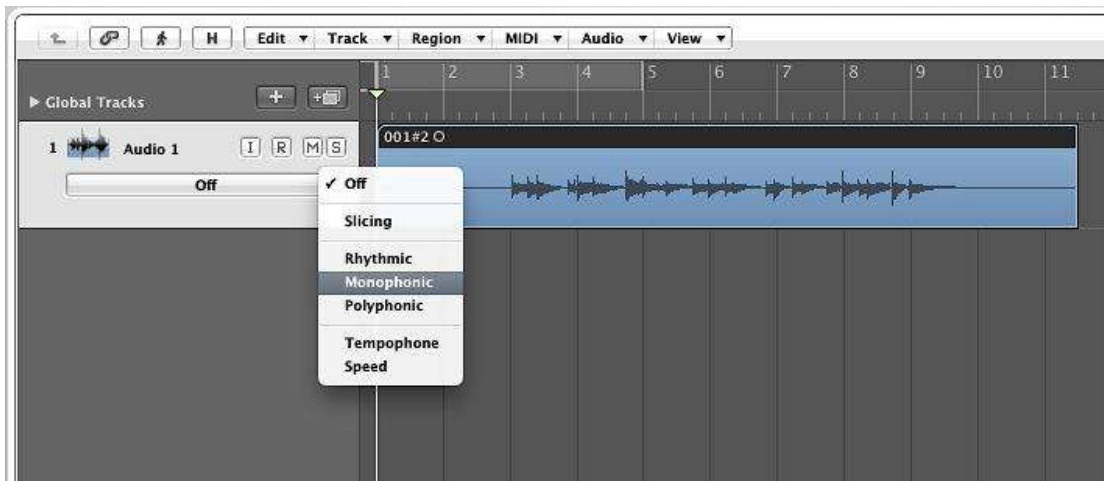 H Edit Track Region MIDI Audio View
1 2 3 4 5 6 7 8 9 10 11
Global Tracks
001#2
1 Audio 1 I R M S
Off
✓ Off
Slicing
Rhythmic
Monophonic
Polyphonic
Tempophone
Speed